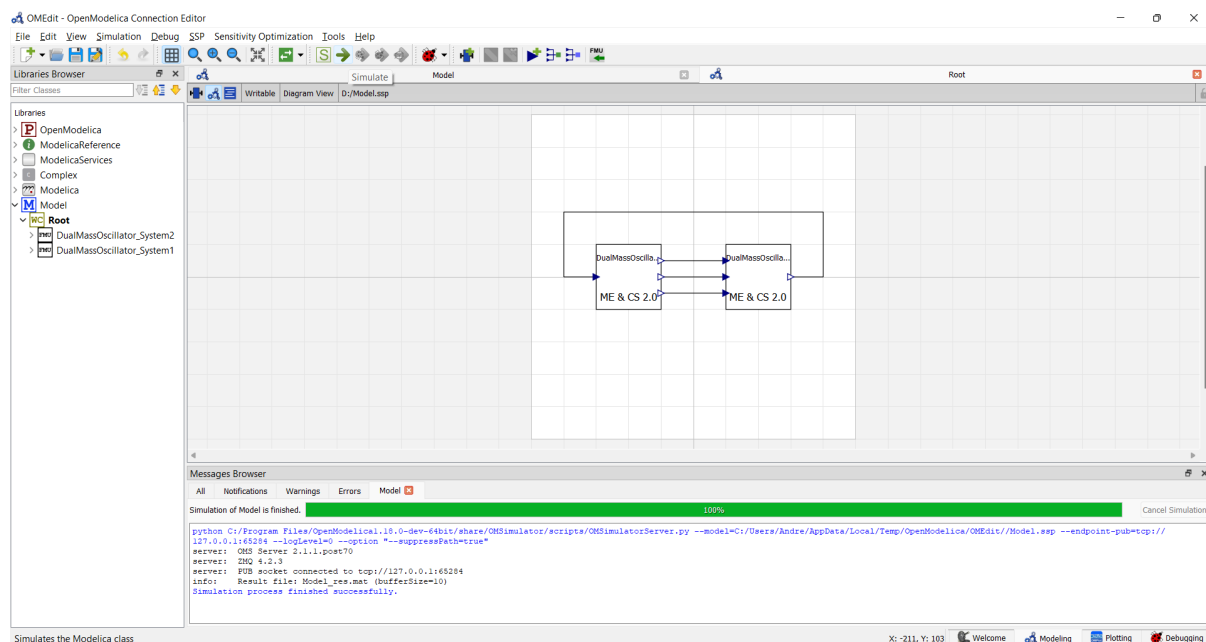 OMEdit - OpenModelica Connection Editor
File Edit View Simulation Debug SSP Sensitivity Optimization Tools Help
S
FMU
Libraries Browser
Filter Classes
Libraries
P OpenModelica
i ModelicaReference
ModelicaServices
C Complex
Modelica
M Model
WC Root
FMU DualMassOscillator_System2
FMU DualMassOscillator_System1
Model
Root
Simulate
Writable Diagram View D:/Model.ssp
DualMassOscilla...
DualMassOscilla...
ME & CS 2.0
ME & CS 2.0
Messages Browser
All Notifications Warnings Errors Model
Simulation of Model is finished. 100% Cancel Simulation
python C:/Program Files/OpenModelica1.18.0-dev-64bit/share/OMSimulator/scripts/OMSimulatorServer.py --model=C:/Users/Andre/AppData/Local/Temp/OpenModelica/OMEdit//Model.ssp --endpoint-pub=tcp://
127.0.0.1:65284 --logLevel=0 --option "--suppressPath=true"
server: OMS Server 2.1.1.post70
server: ZMQ 4.2.3
server: PUB socket connected to tcp://127.0.0.1:65284
info: Result file: Model_res.mat (bufferSize=10)
Simulation process finished successfully.
Simulates the Modelica class
X: -211, Y: 103 Welcome Modeling Plotting Debugging